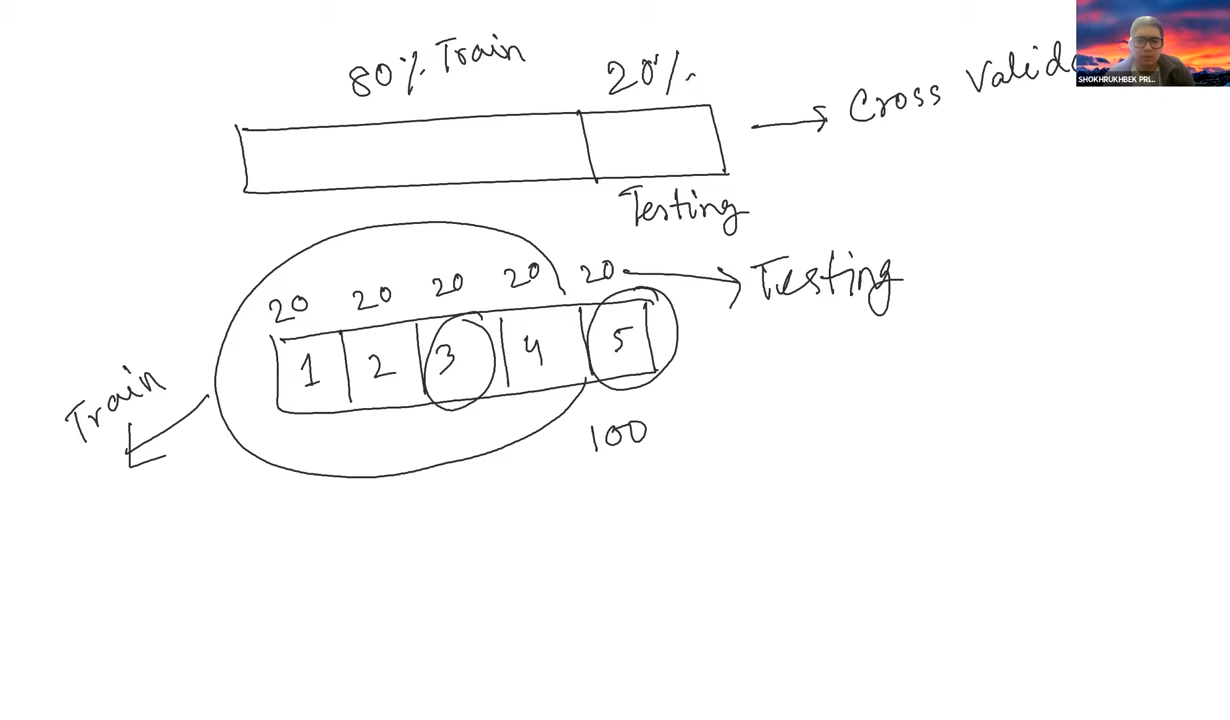 80% Train
20%
Cross Valid
Testing
20 20 20 20 20
Testing
1 2 3 4 5
Train
100
SHOKHRUKHBEK PRI...